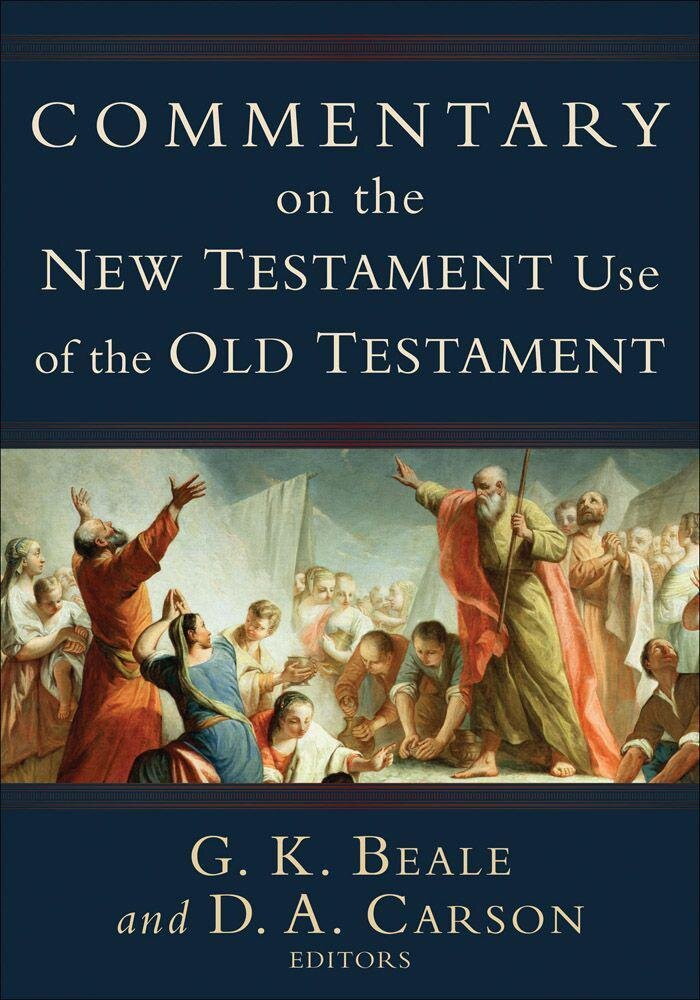 COMMENTARY
on the
NEW TESTAMENT Use
of the OLD TESTAMENT
G. K. BEALE
and D. A. CARSON
EDITORS